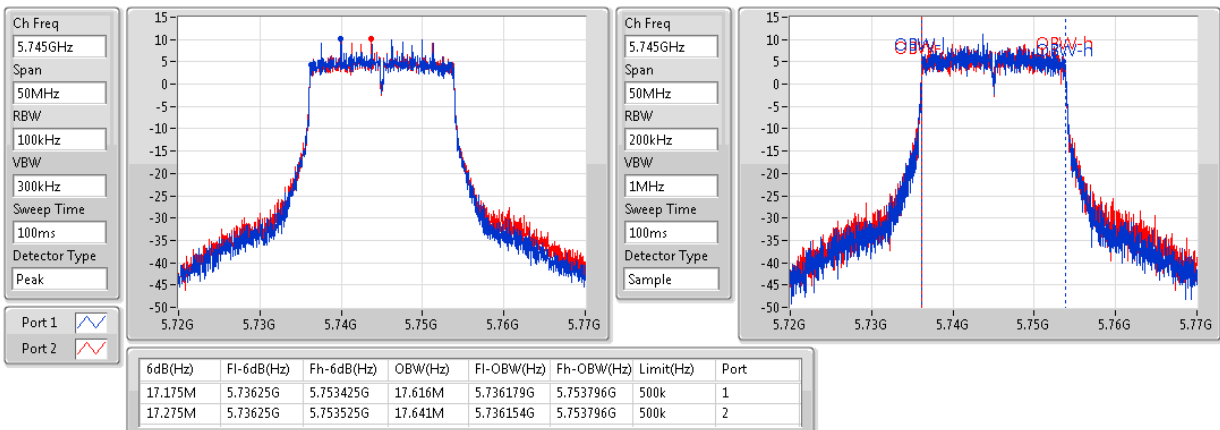 Ch Freq
5.745GHz
Span
50MHz
RBW
100kHz
VBW
300kHz
Sweep Time
100ms
Detector Type
Peak
Port 1
Port 2
15
10
5
0
-5
-10
-15
-20
-25
-30
-35
-40
-45
-50
5.72G 5.73G 5.74G 5.75G 5.76G 5.77G
Ch Freq
5.745GHz
Span
50MHz
RBW
200kHz
VBW
1MHz
Sweep Time
100ms
Detector Type
Sample
15
10
5
0
-5
-10
-15
-20
-25
-30
-35
-40
-45
-50
OBW-l OBW-h
OBW-l OBW-h
5.72G 5.73G 5.74G 5.75G 5.76G 5.77G
6dB(Hz) Fl-6dB(Hz) Fh-6dB(Hz) OBW(Hz) Fl-OBW(Hz) Fh-OBW(Hz) Limit(Hz) Port
17.175M 5.73625G 5.753425G 17.616M 5.736179G 5.753796G 500k 1
17.275M 5.73625G 5.753525G 17.641M 5.736154G 5.753796G 500k 2